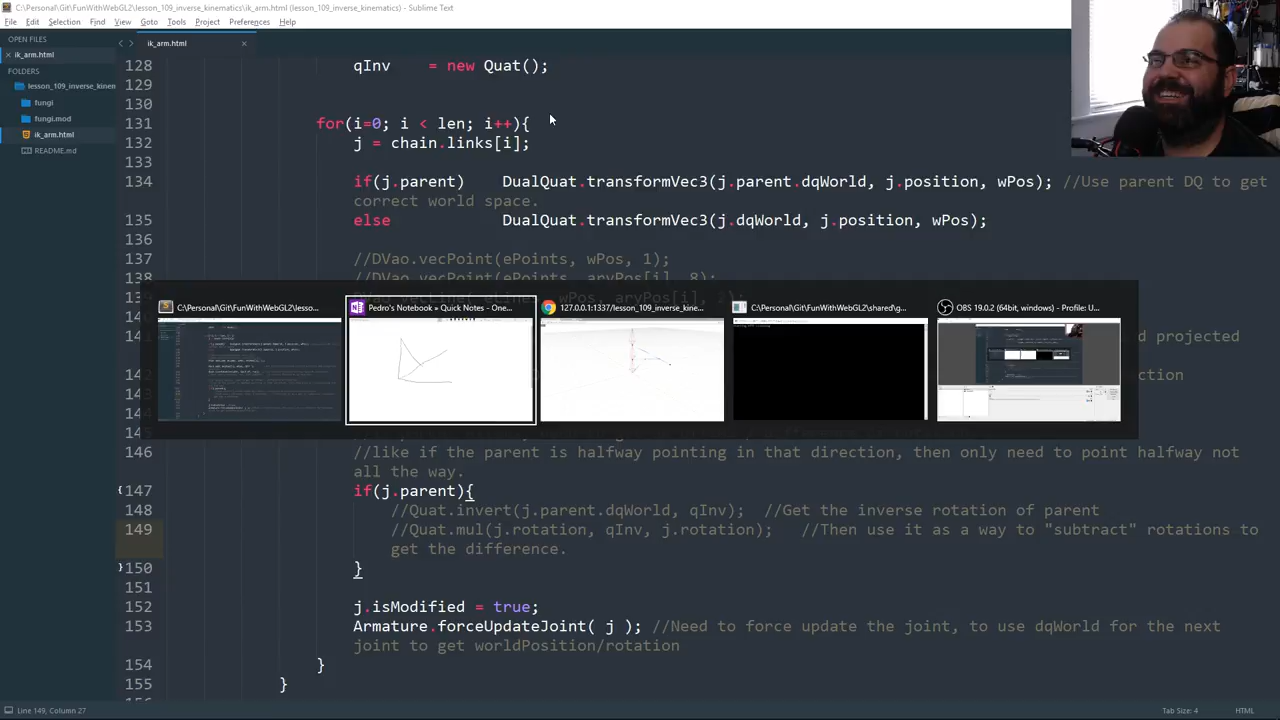 C:\Personal\Git\FunWithWebGL2\lesson_109_inverse_kinematics\ik_arm.html (lesson_109_inverse_kinematics) - Sublime Text
File Edit Selection Find View Goto Tools Project Preferences Help
OPEN FILES
ik_arm.html
FOLDERS
lesson_109_inverse_kinem
fungi
fungi.mod
ik_arm.html
README.md
ik_arm.html
128 qInv = new Quat();
129
130
131 for(i=0; i < len; i++){
132 j = chain.links[i];
133
134 if(j.parent) DualQuat.transformVec3(j.parent.dqWorld, j.position, wPos); //Use parent DQ to get
correct world space.
135 else DualQuat.transformVec3(j.dqWorld, j.position, wPos);
136
137 //DVao.vecPoint(ePoints, wPos, 1);
138 //DVao.vecPoint(ePoints, aryPos[i], 8);
C:\Personal\Git\FunWithWebGL2\lesso...
Pedro's Notebook » Quick Notes - One...
127.0.0.1:1337/lesson_109_inverse_kine...
C:\Personal\Git\FunWithWebGL2\shared\g...
OBS 19.0.2 (64bit, windows) - Profile: U...
d projected
ction
146 //like if the parent is halfway pointing in that direction, then only need to point halfway not
all the way.
147 if(j.parent){
148 //Quat.invert(j.parent.dqWorld, qInv); //Get the inverse rotation of parent
149 //Quat.mul(j.rotation, qInv, j.rotation); //Then use it as a way to "subtract" rotations to
get the difference.
150 }
151
152 j.isModified = true;
153 Armature.forceUpdateJoint( j ); //Need to force update the joint, to use dqWorld for the next
joint to get worldPosition/rotation
154 }
155 }
Line 149, Column 27
Tab Size: 4
HTML